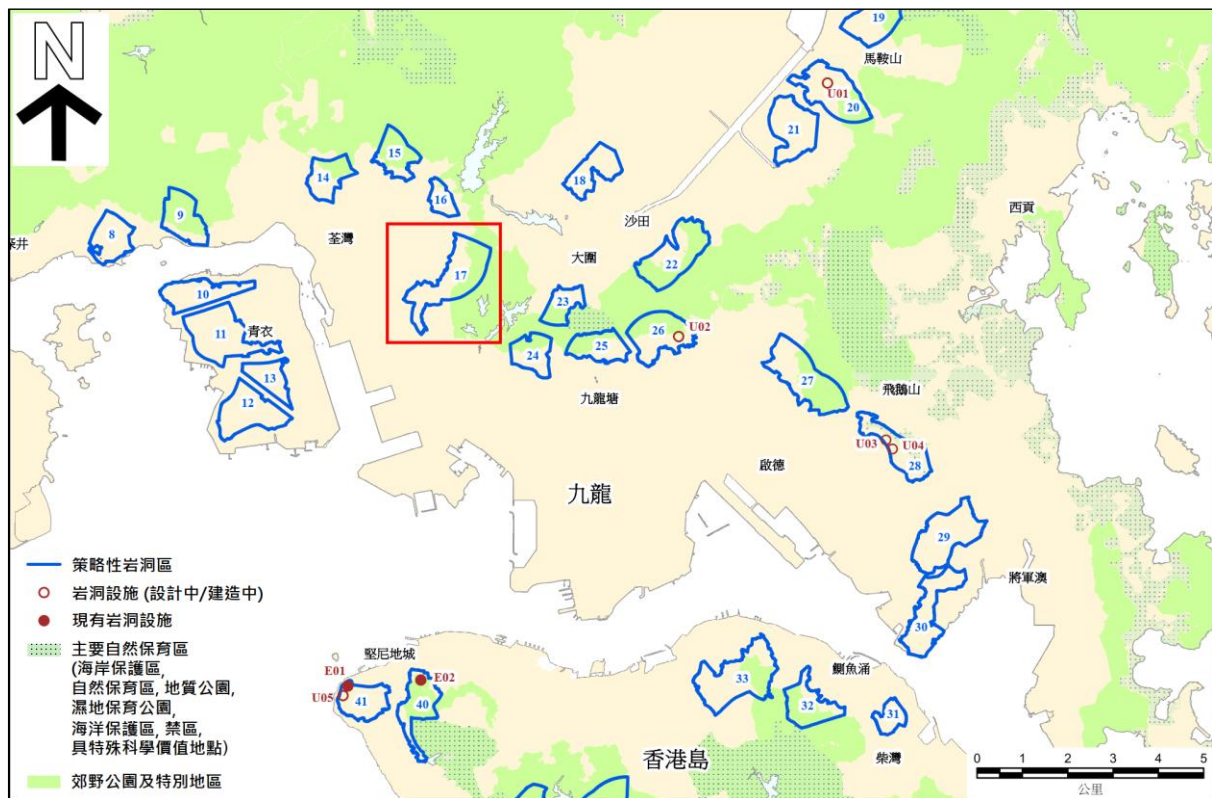 N
19
馬鞍山
U01
20
21
15
14
18
16
西貢
9
沙田
深井
8
荃灣
大圍
22
17
10
23
11
青衣
26
U02
24
25
13
27
12
九龍塘
飛鵝山
U03
U04
啟德
28
九龍
29
將軍澳
30
策略性岩洞區
岩洞設施 (設計中/建造中)
現有岩洞設施
主要自然保育區
(海岸保護區,
自然保育區, 地質公園,
濕地保育公園,
海洋保護區, 禁區,
具特殊科學價值地點)
郊野公園及特別地區
堅尼地城
E01
E02
U05
41
40
鰂魚涌
33
32
31
柴灣
香港島
0 1 2 3 4 5
公里